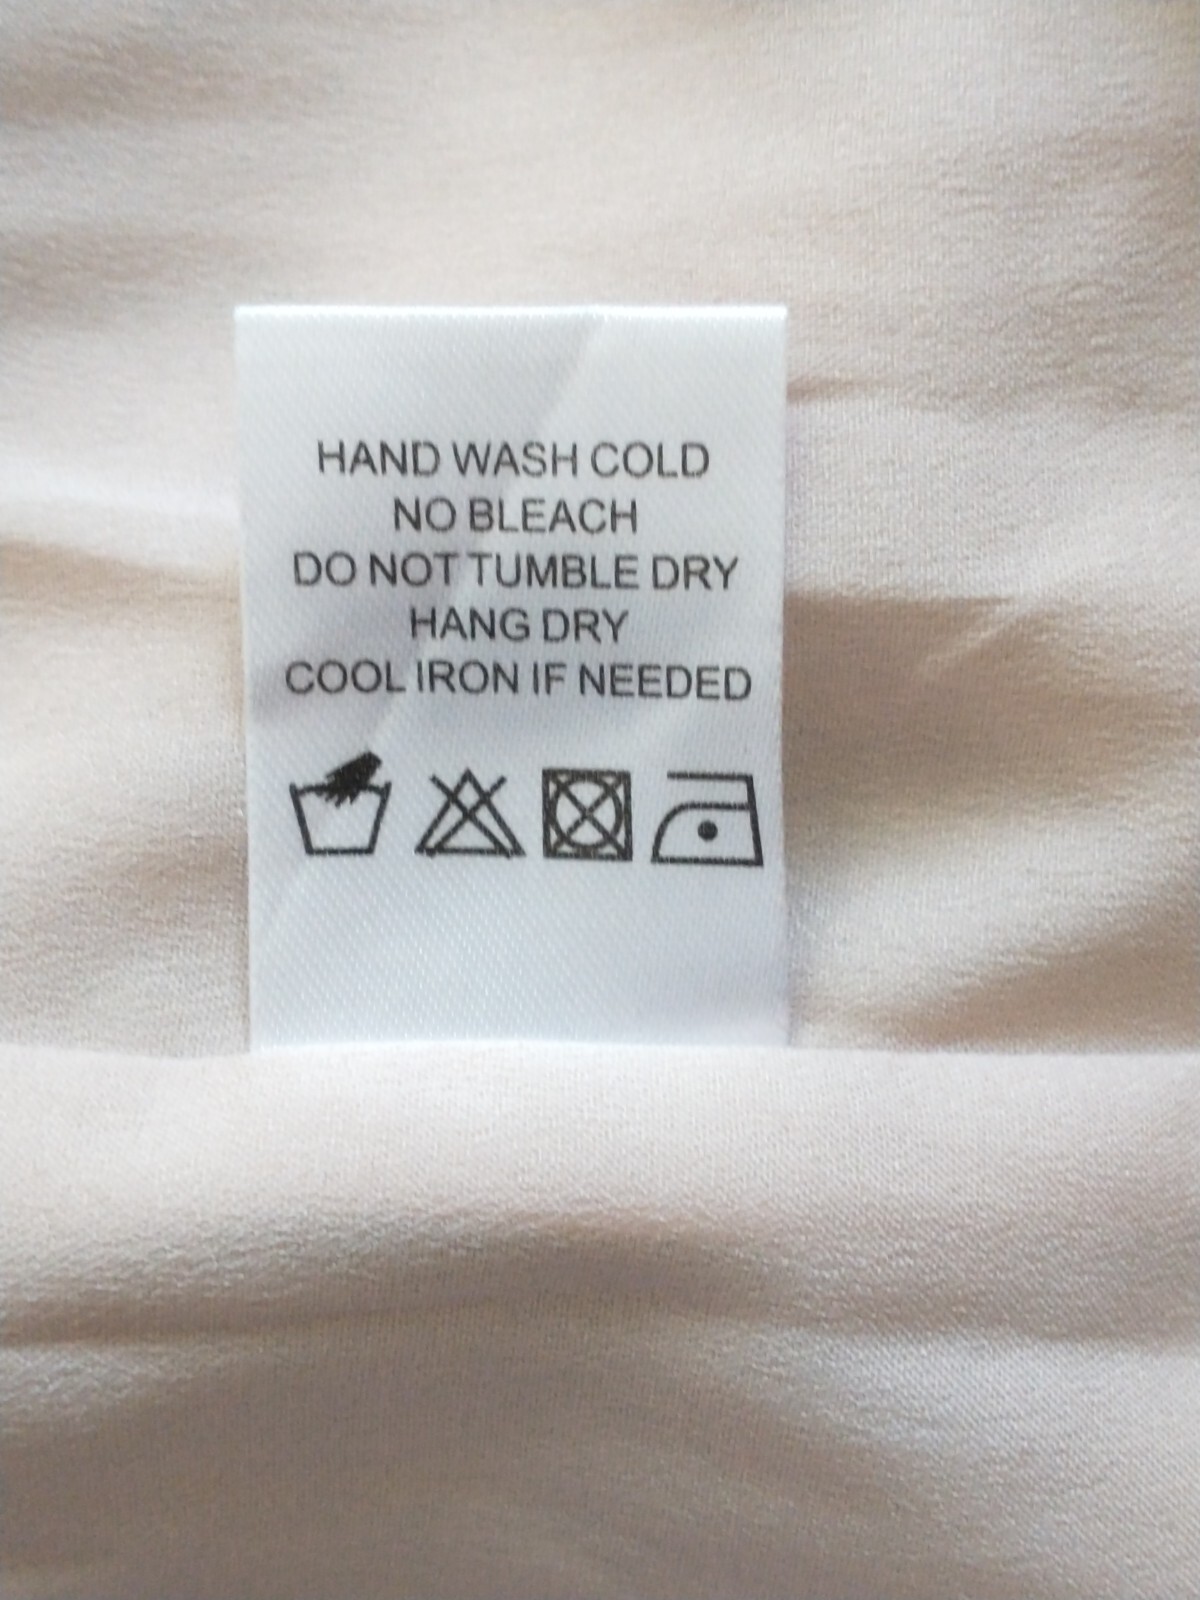 HAND WASH COLD
NO BLEACH
DO NOT TUMBLE DRY
HANG DRY
COOL IRON IF NEEDED